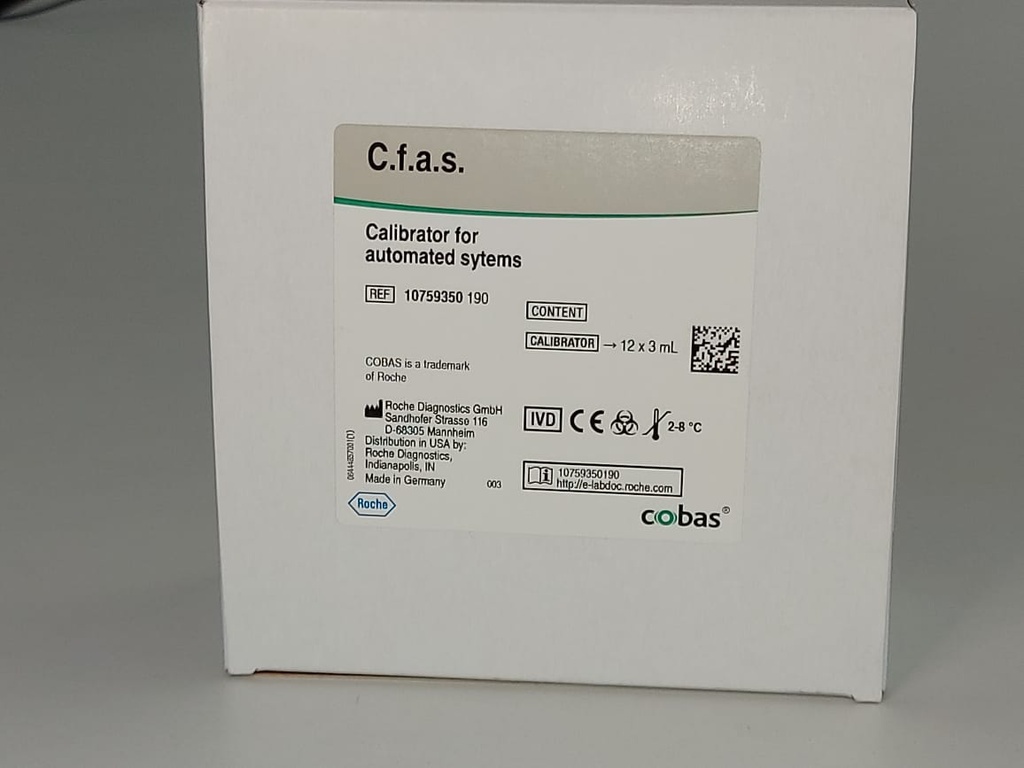 C.f.a.s.
Calibrator for
automated sytems
REF 10759350 190
CONTENT
CALIBRATOR → 12 x 3 mL
COBAS is a trademark
of Roche
Roche Diagnostics GmbH
Sandhofer Strasse 116
D-68305 Mannheim
Distribution in USA by:
Roche Diagnostics,
Indianapolis, IN
Made in Germany
003
Roche
IVD CE 2-8 °C
10759350190
http://e-labdoc.roche.com
cobas®